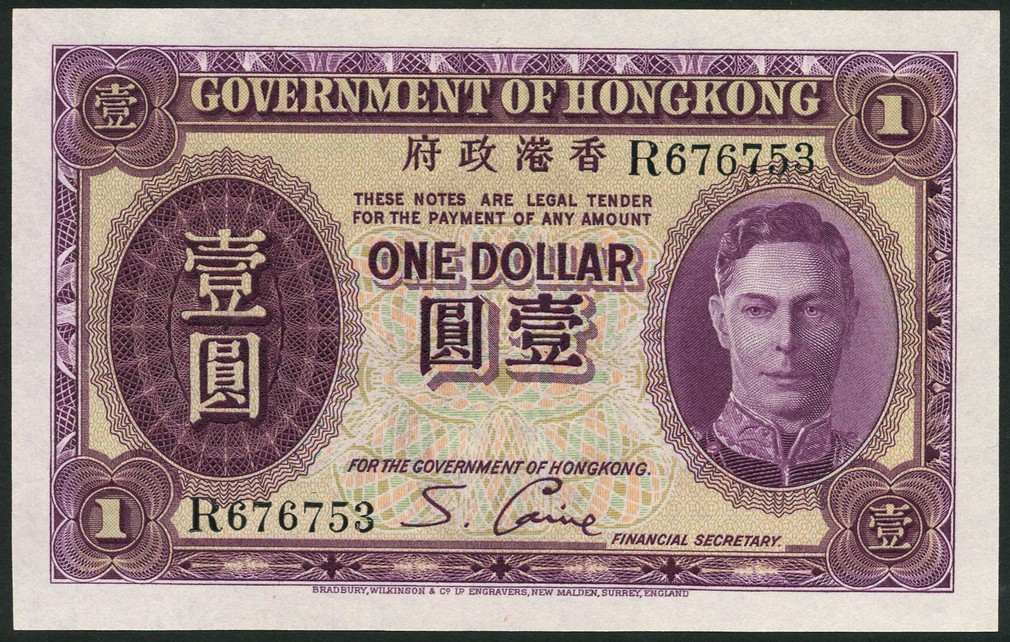 壹
GOVERNMENT OF HONGKONG
1
府政港香 R676753
THESE NOTES ARE LEGAL TENDER
FOR THE PAYMENT OF ANY AMOUNT
ONE DOLLAR
圓壹
壹
圓
FOR THE GOVERNMENT OF HONGKONG.
1
R676753
S. Caine
FINANCIAL SECRETARY.
壹
BRADBURY, WILKINSON & Cº Lᴰ ENGRAVERS, NEW MALDEN, SURREY, ENGLAND